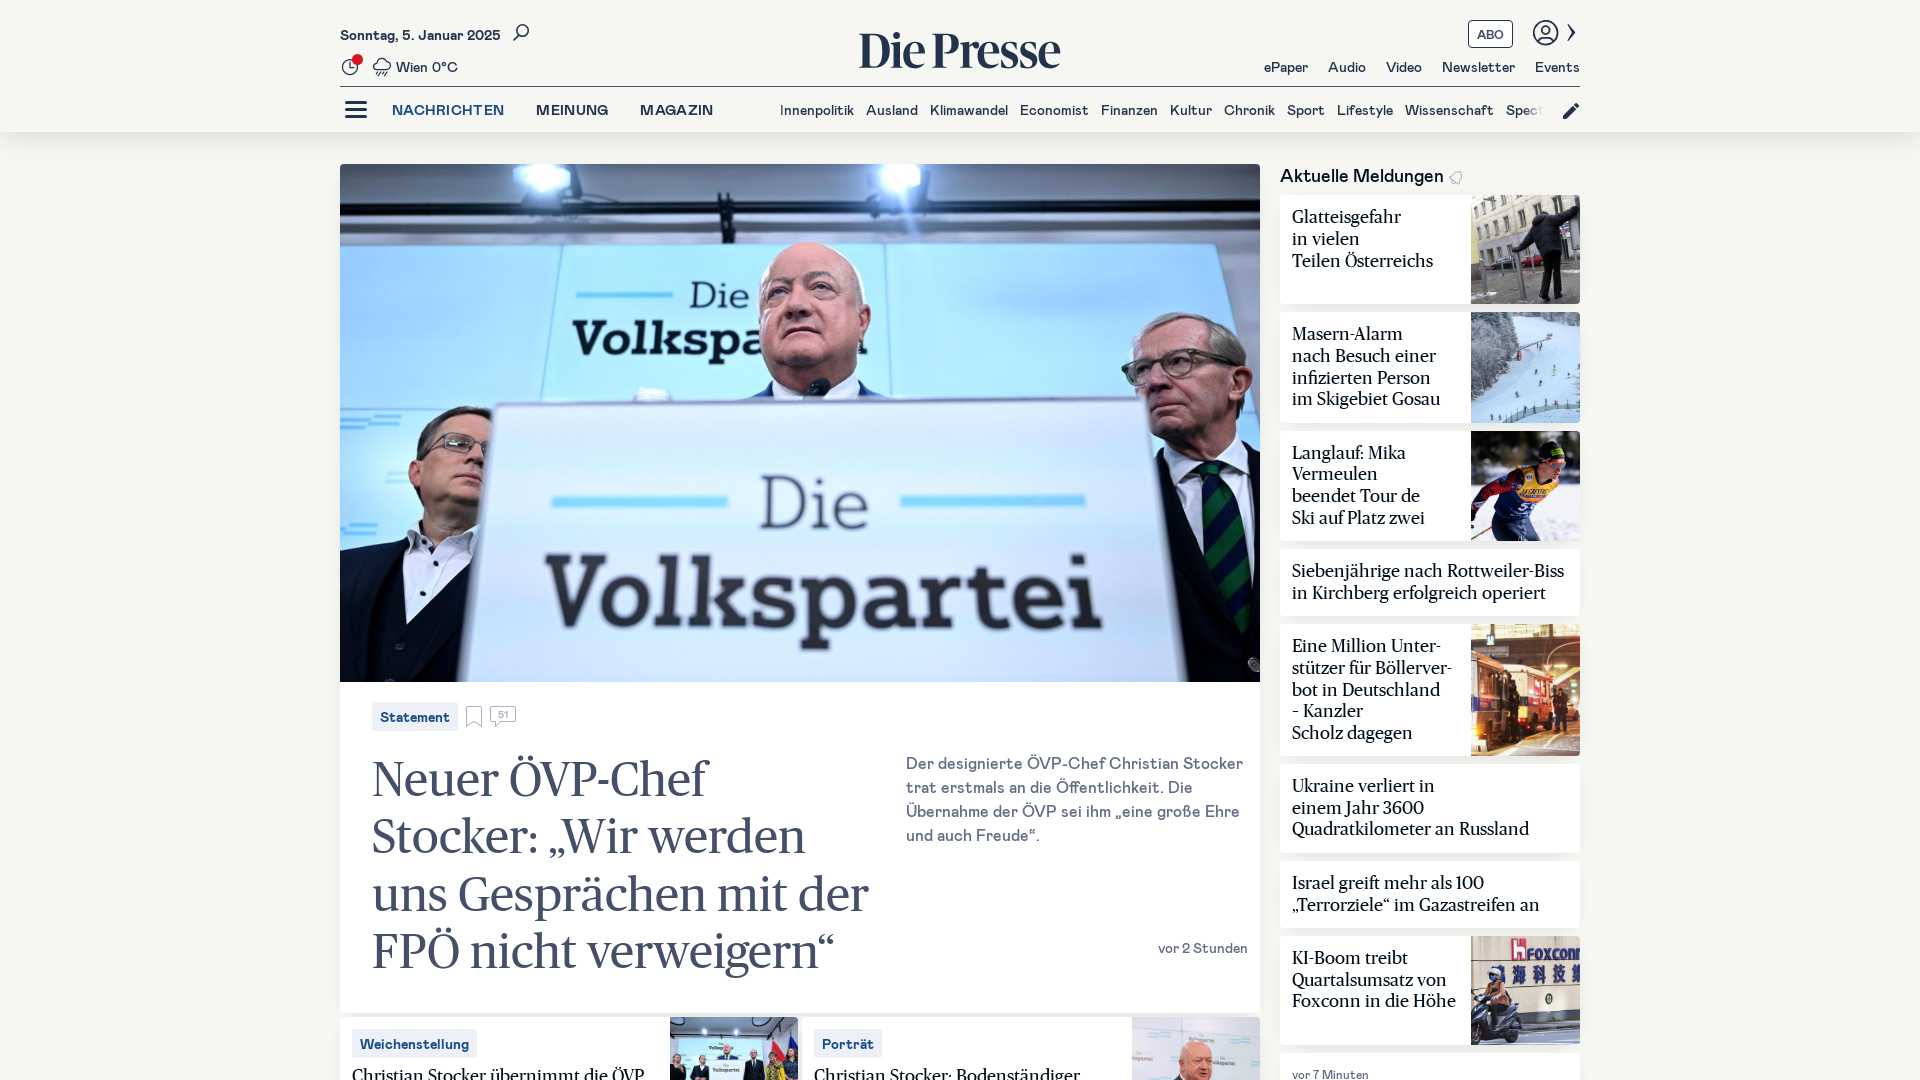 Sonntag, 5. Januar 2025
Wien 0°C
Die Presse
ABO
ePaper Audio Video Newsletter Events
NACHRICHTEN MEINUNG MAGAZIN
Innenpolitik Ausland Klimawandel Economist Finanzen Kultur Chronik Sport Lifestyle Wissenschaft Spect
Die
Volkspa
Die
Volkspartei
Statement
51
Neuer ÖVP-Chef
Stocker: „Wir werden
uns Gesprächen mit der
FPÖ nicht verweigern“
Der designierte ÖVP-Chef Christian Stocker
trat erstmals an die Öffentlichkeit. Die
Übernahme der ÖVP sei ihm „eine große Ehre
und auch Freude“.
vor 2 Stunden
Weichenstellung
Christian Stocker übernimmt die ÖVP
Porträt
Christian Stocker: Bodenständiger
Aktuelle Meldungen
Glatteisgefahr
in vielen
Teilen Österreichs
Masern-Alarm
nach Besuch einer
infizierten Person
im Skigebiet Gosau
Langlauf: Mika
Vermeulen
beendet Tour de
Ski auf Platz zwei
Siebenjährige nach Rottweiler-Biss
in Kirchberg erfolgreich operiert
Eine Million Unter-
stützer für Böllerver-
bot in Deutschland
– Kanzler
Scholz dagegen
Ukraine verliert in
einem Jahr 3600
Quadratkilometer an Russland
Israel greift mehr als 100
„Terrorziele“ im Gazastreifen an
KI-Boom treibt
Quartalsumsatz von
Foxconn in die Höhe
FOXCONN
vor 7 Minuten